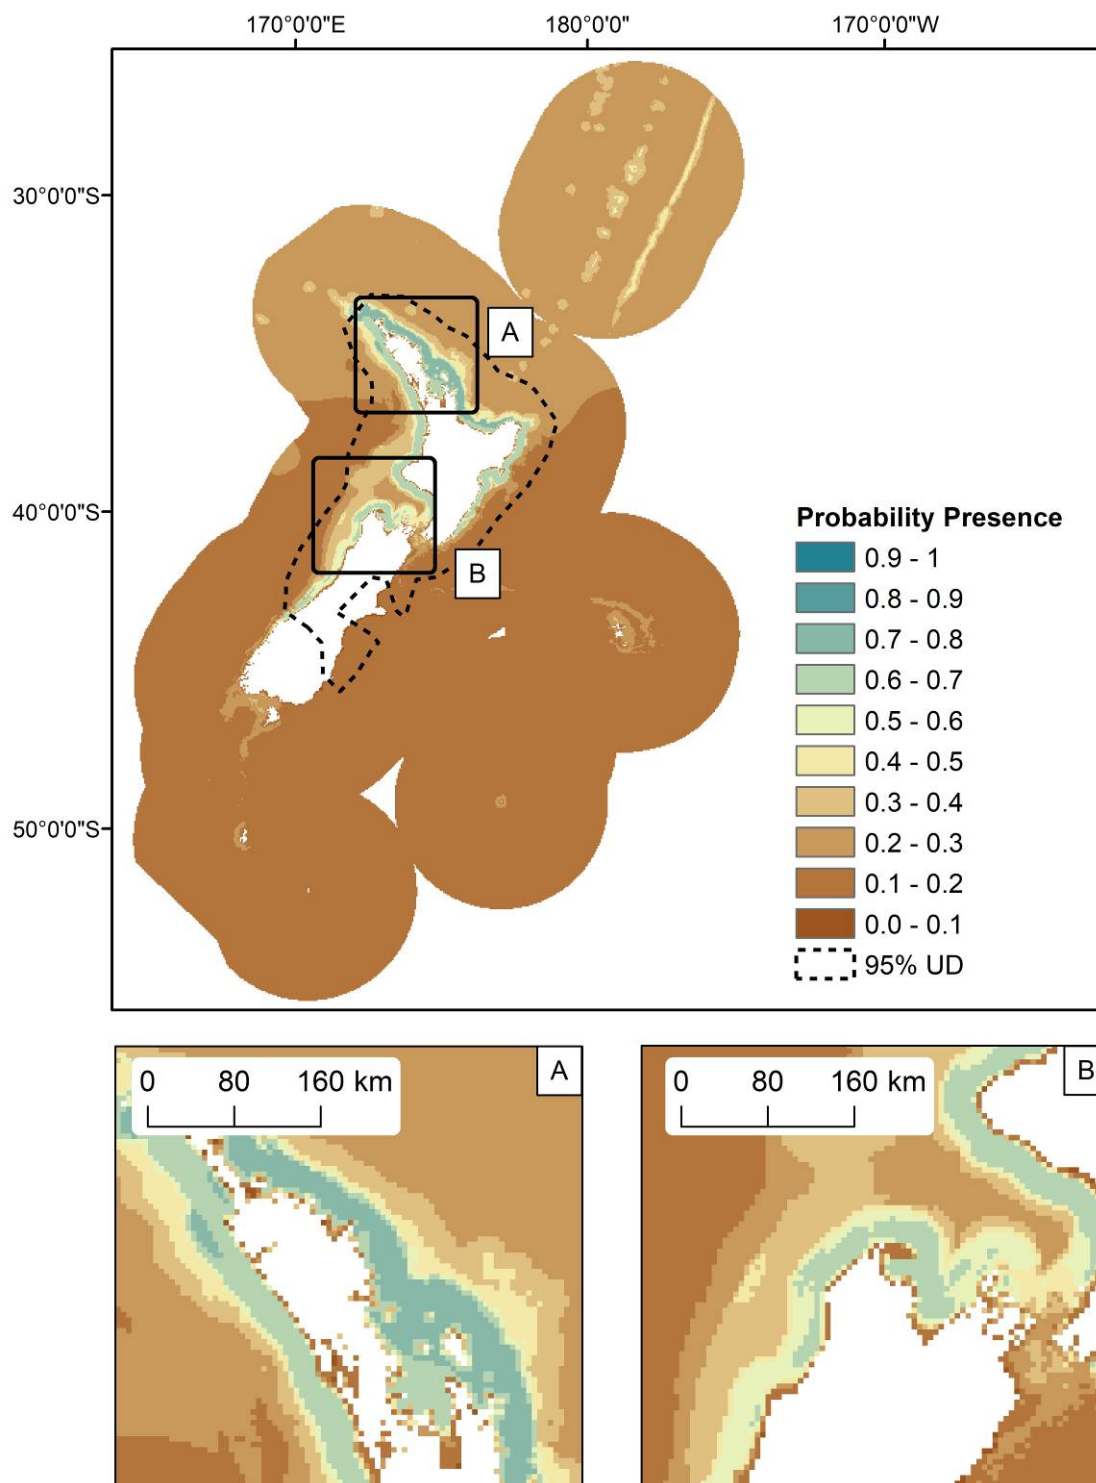 170°0'0"E 180°0'0" 170°0'0"W
30°0'0"S
A
40°0'0"S
Probability Presence
0.9 - 1
B
0.8 - 0.9
0.7 - 0.8
0.6 - 0.7
0.5 - 0.6
0.4 - 0.5
0.3 - 0.4
50°0'0"S
0.2 - 0.3
0.1 - 0.2
0.0 - 0.1
95% UD
0 80 160 km A
0 80 160 km B